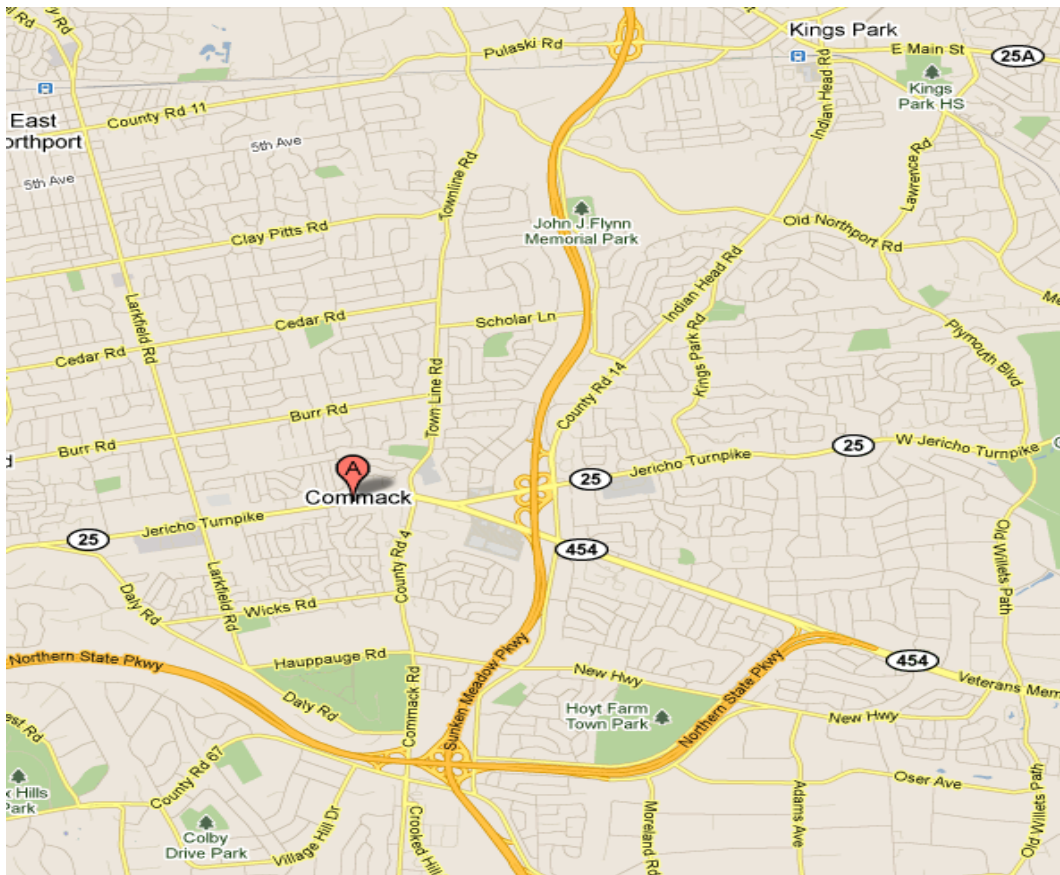 Kings Park
Pulaski Rd
E Main St
25A
Kings
Park HS
Indian Head Rd
County Rd 11
East
orthport
5th Ave
5th Ave
Townline Rd
Lawrence Rd
John J.Flynn
Memorial Park
Old Northport Rd
Clay Pitts Rd
Indian Head Rd
Larkfield Rd
Cedar Rd
Scholar Ln
Cedar Rd
Kings Park Rd
Plymouth Blvd
Town Line Rd
County Rd 14
Burr Rd
Burr Rd
A
Commack
25
W Jericho Turnpike
Jericho Turnpike
25
Jericho Turnpike
25
454
County Rd 4
Old Willets Path
Larkfield Rd
Daly Rd
Wicks Rd
Northern State Pkwy
Hauppauge Rd
New Hwy
454
Veterans Mem
Sunken Meadow Pkwy
Commack Rd
Daly Rd
Hoyt Farm
Town Park
Northern State Pkwy
New Hwy
est Rd
County Rd 67
x Hills
Park
Oser Ave
Colby
Drive Park
Village Hill Dr
Crooked Hil
Moreland Rd
Adams Ave
Old Willets Path